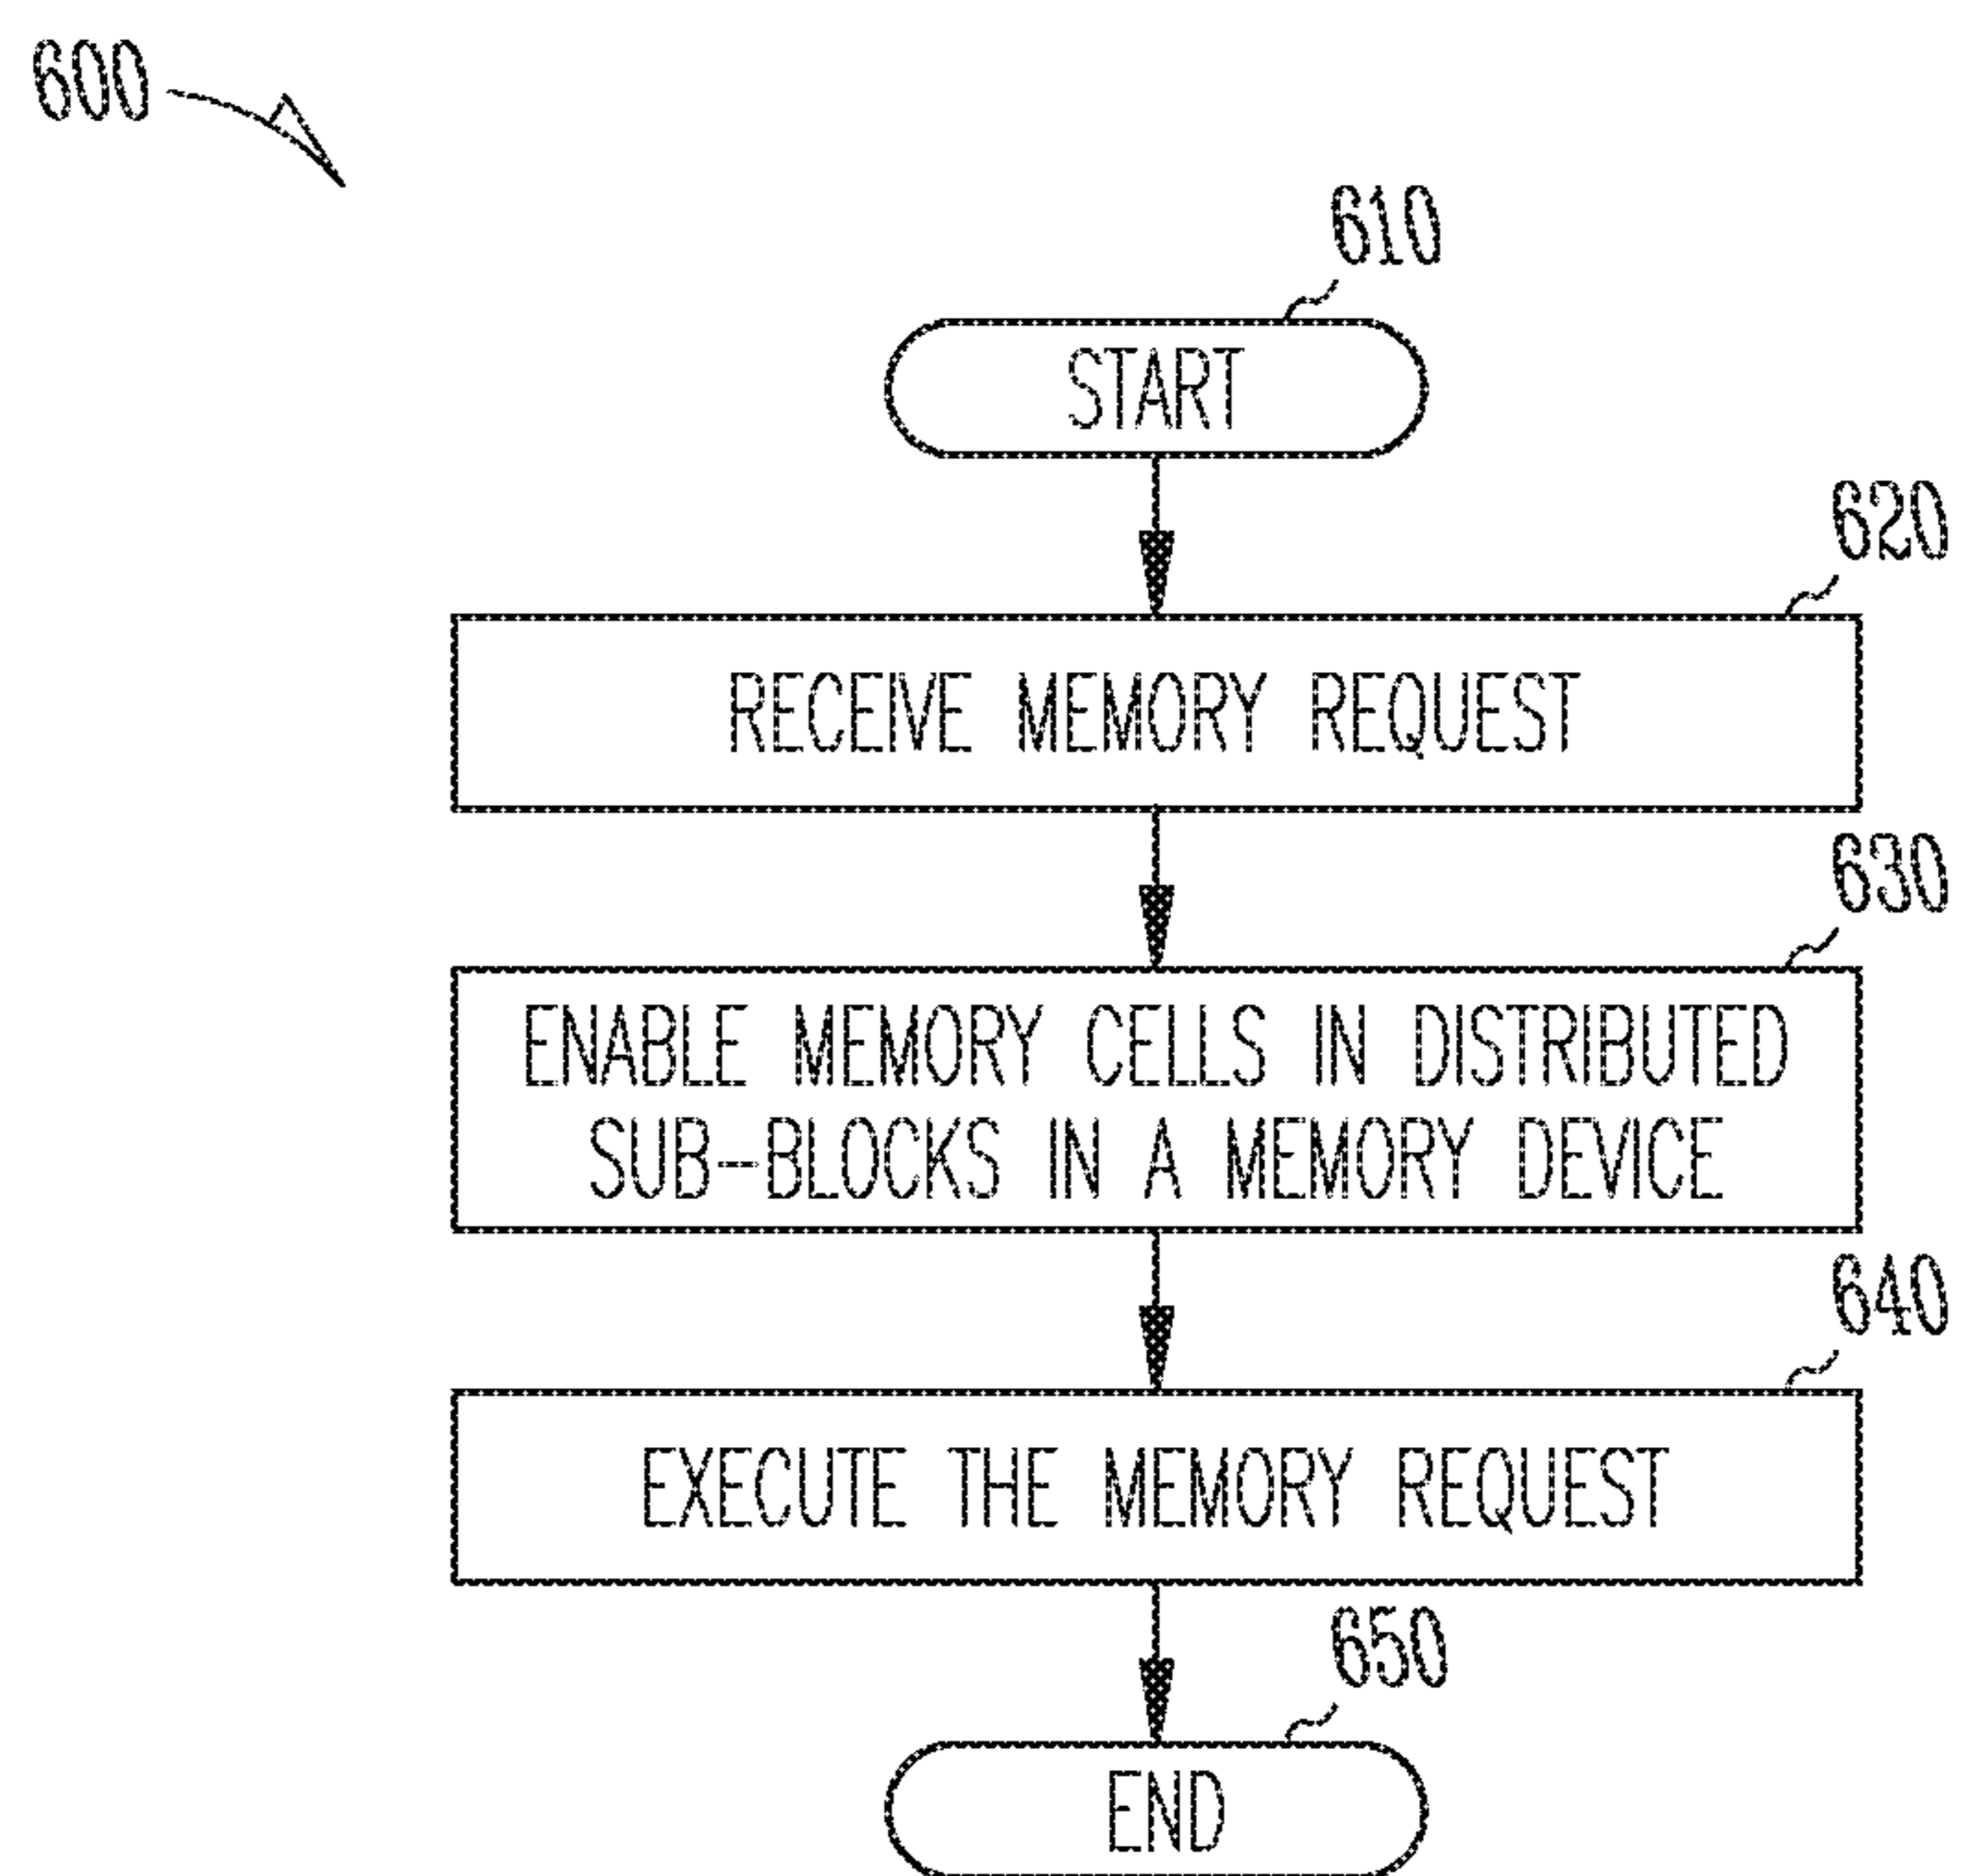 600
610
START
620
RECEIVE MEMORY REQUEST
630
ENABLE MEMORY CELLS IN DISTRIBUTED
SUB-BLOCKS IN A MEMORY DEVICE
640
EXECUTE THE MEMORY REQUEST
650
END